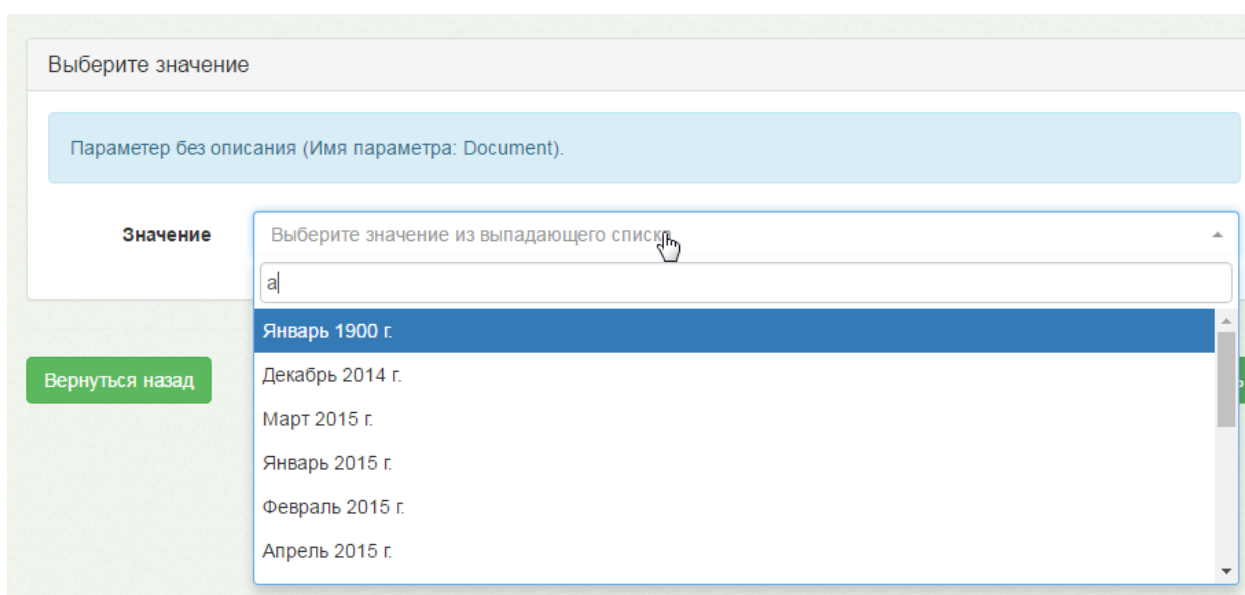 Выберите значение
Параметр без описания (Имя параметра: Document).
Значение
Выберите значение из выпадающего списка
а
Январь 1900 г.
Декабрь 2014 г.
Март 2015 г.
Январь 2015 г.
Февраль 2015 г.
Апрель 2015 г.
Вернуться назад